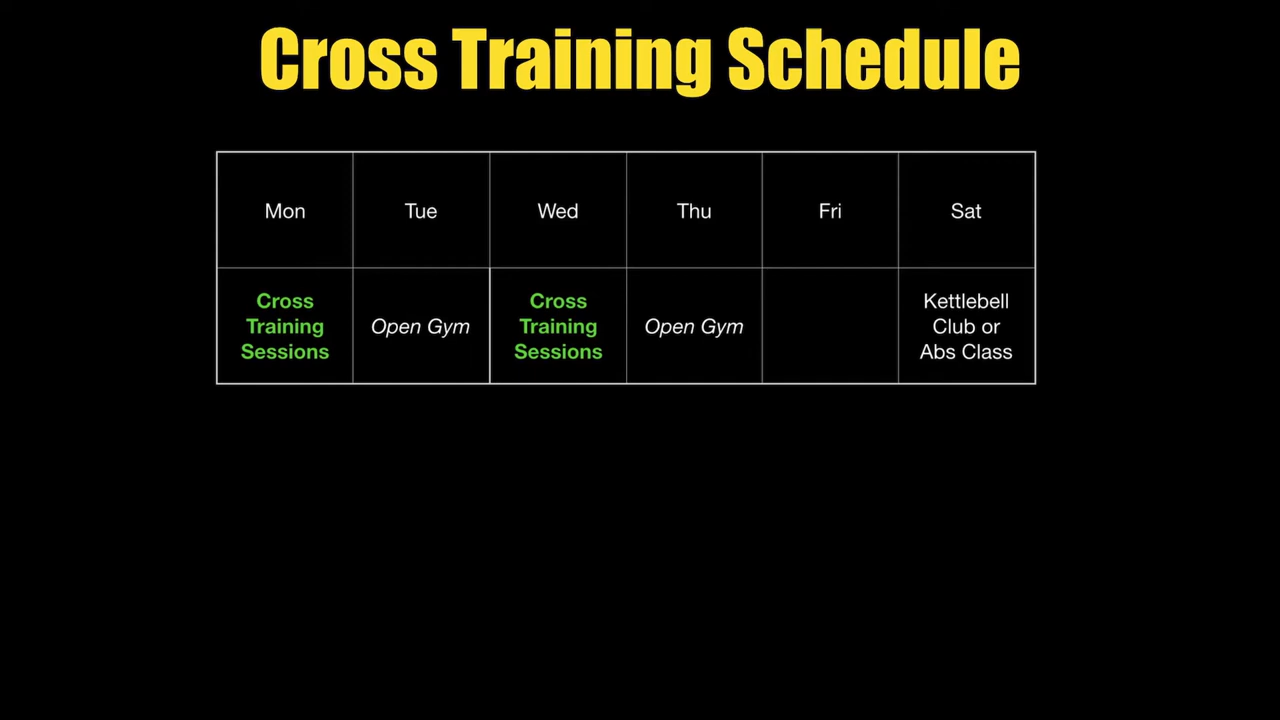 Cross Training Schedule
Mon Tue Wed Thu Fri Sat
Cross Training Sessions
Open Gym
Cross Training Sessions
Open Gym
Kettlebell Club or Abs Class